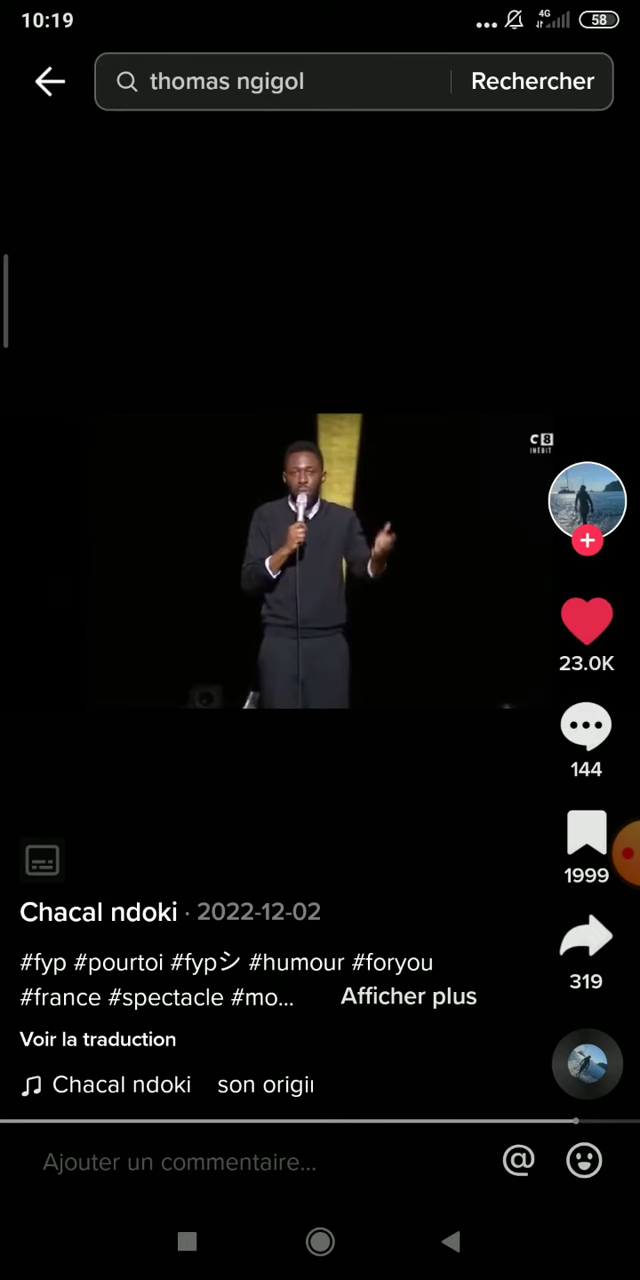 10:19
4G
58
thomas ngigol
Rechercher
C8
INEDIT
23.0K
144
1999
319
Chacal ndoki · 2022-12-02
#fyp #pourtoi #fypシ #humour #foryou
#france #spectacle #mo... Afficher plus
Voir la traduction
Chacal ndoki son origi
Ajouter un commentaire...
@